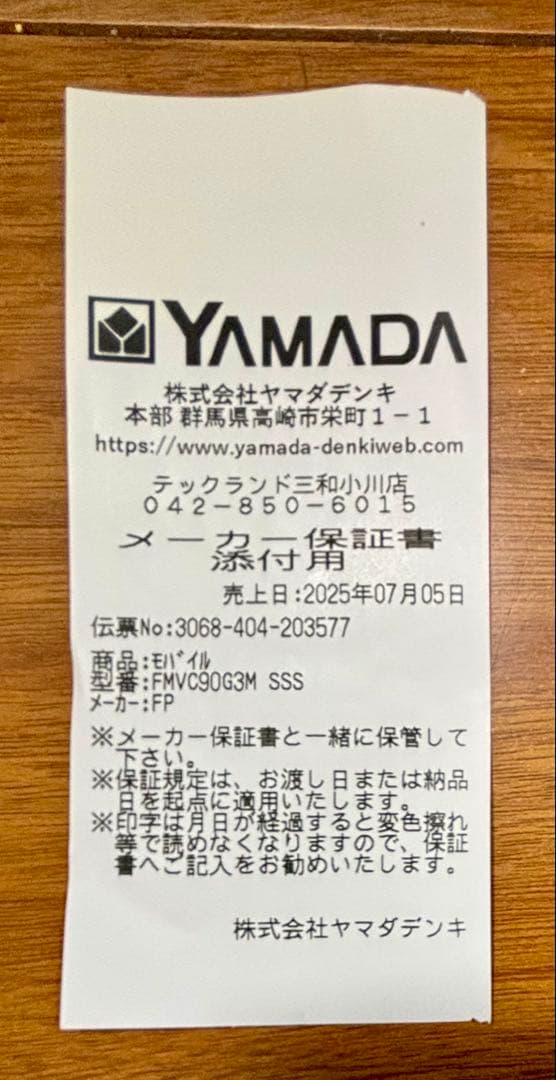 YAMADA
株式会社ヤマダデンキ
本部 群馬県高崎市栄町1-1
https://www.yamada-denkiweb.com
テックランド三和小川店
042-850-6015
メーカー保証書
添付用
売上日:2025年07月05日
伝票No:3068-404-203577
商品:ﾓﾊﾞｲﾙ
型番:FMVC90G3M SSS
ﾒｰｶｰ:FP
※メーカー保証書と一緒に保管して
下さい。
※保証規定は、お渡し日または納品
日を起点に適用いたします。
※印字は月日が経過すると変色擦れ
等で読めなくなりますので、保証
書へご記入をお勧めいたします。
株式会社ヤマダデンキ